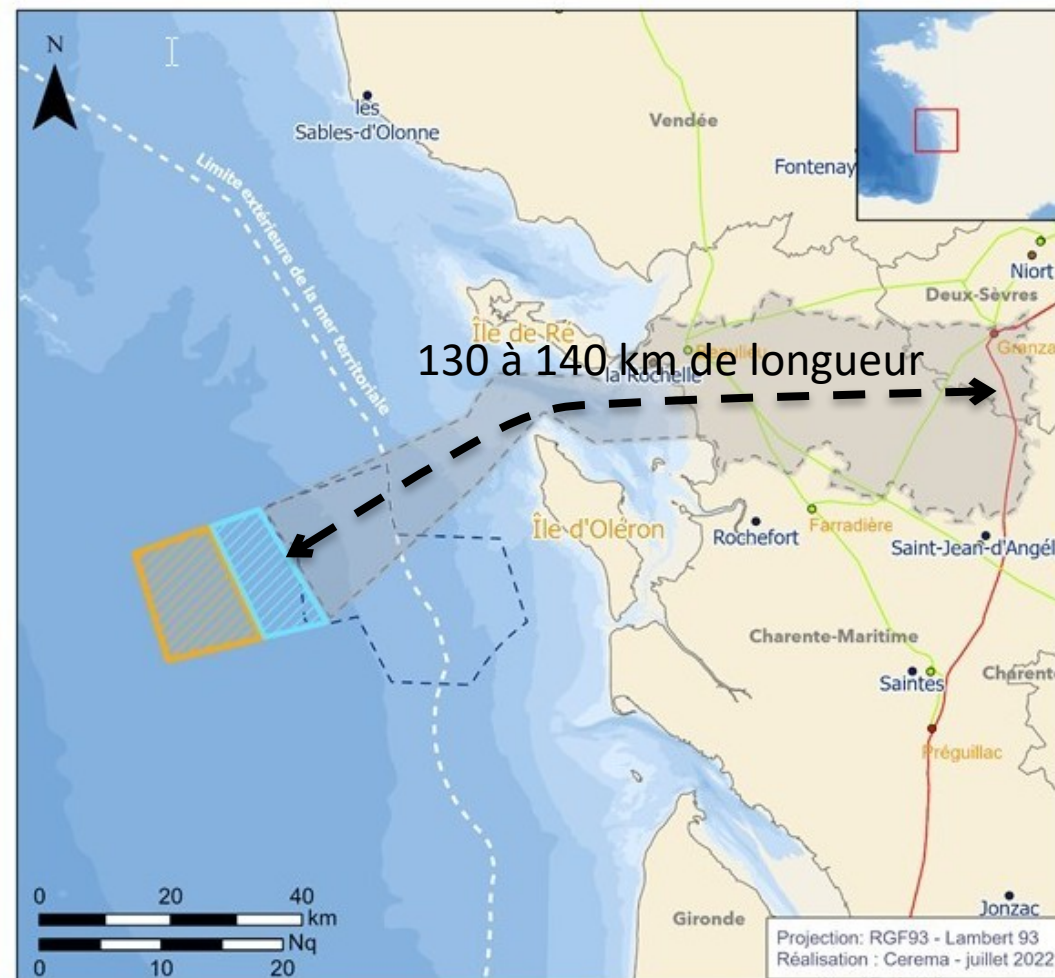 N
les
Sables-d'Olonne
Vendée
Fontenay
Limite extérieure de la mer territoriale
Niort
Deux-Sèvres
Île de Ré
Beaulieu
Granza
130 à 140 km de longueur
la Rochelle
Île d'Oléron
Rochefort
Farradière
Saint-Jean-d'Angél
Charente-Maritime
Saintes
Charent
Préguillac
0 20 40
km
Nq
0 10 20
Gironde
Jonzac
Projection: RGF93 - Lambert 93
Réalisation : Cerema - juillet 2022